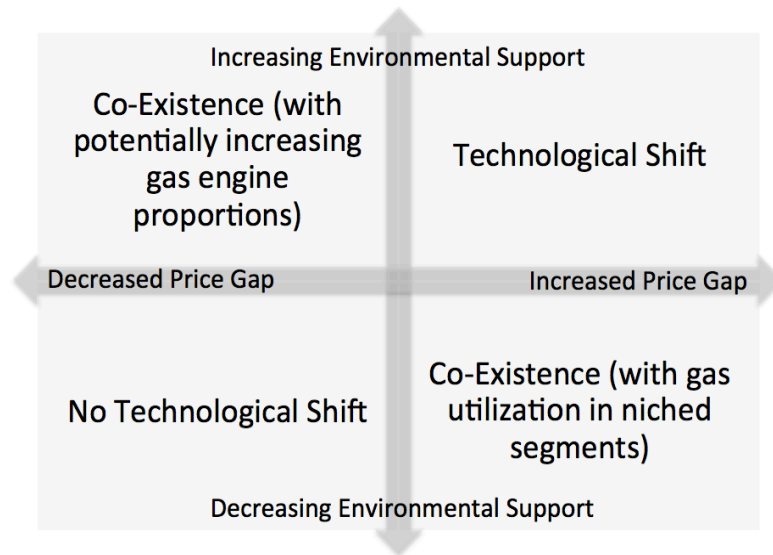 Increasing Environmental Support
Co-Existence (with
potentially increasing
gas engine
proportions)
Technological Shift
Decreased Price Gap
Increased Price Gap
No Technological Shift
Co-Existence (with gas
utilization in niched
segments)
Decreasing Environmental Support